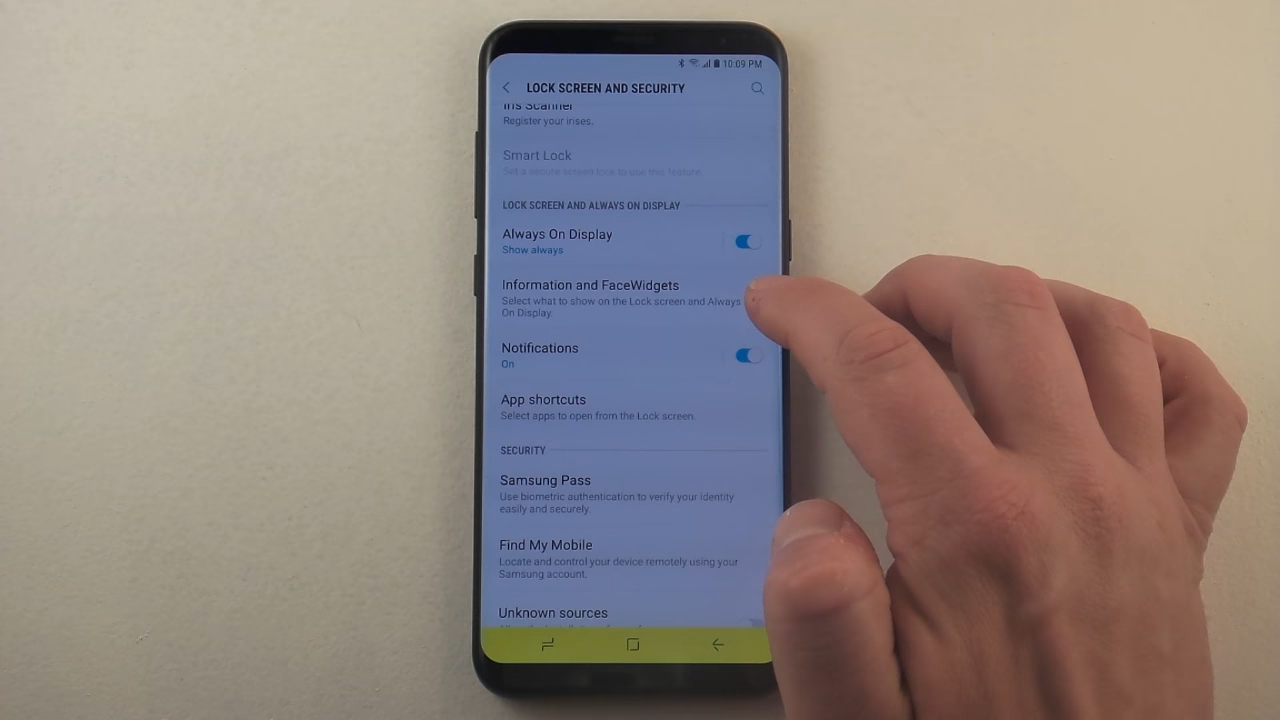 10:09 PM
LOCK SCREEN AND SECURITY
Iris Scanner
Register your irises.
Smart Lock
Set a secure screen lock to use this feature.
LOCK SCREEN AND ALWAYS ON DISPLAY
Always On Display
Show always
Information and FaceWidgets
Select what to show on the Lock screen and Always
On Display.
Notifications
On
App shortcuts
Select apps to open from the Lock screen.
SECURITY
Samsung Pass
Use biometric authentication to verify your identity
easily and securely.
Find My Mobile
Locate and control your device remotely using your
Samsung account.
Unknown sources